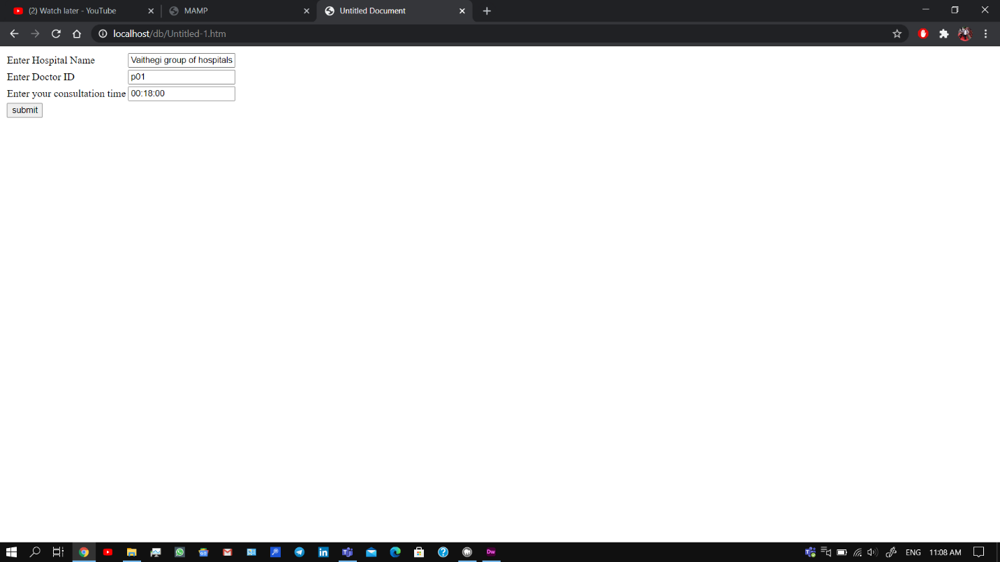 (2) Watch later - YouTube
MAMP
Untitled Document
localhost/db/Untitled-1.htm
Enter Hospital Name Vaithegi group of hospitals
Enter Doctor ID p01
Enter your consultation time 00:18:00
submit
Dw
ENG 11:08 AM